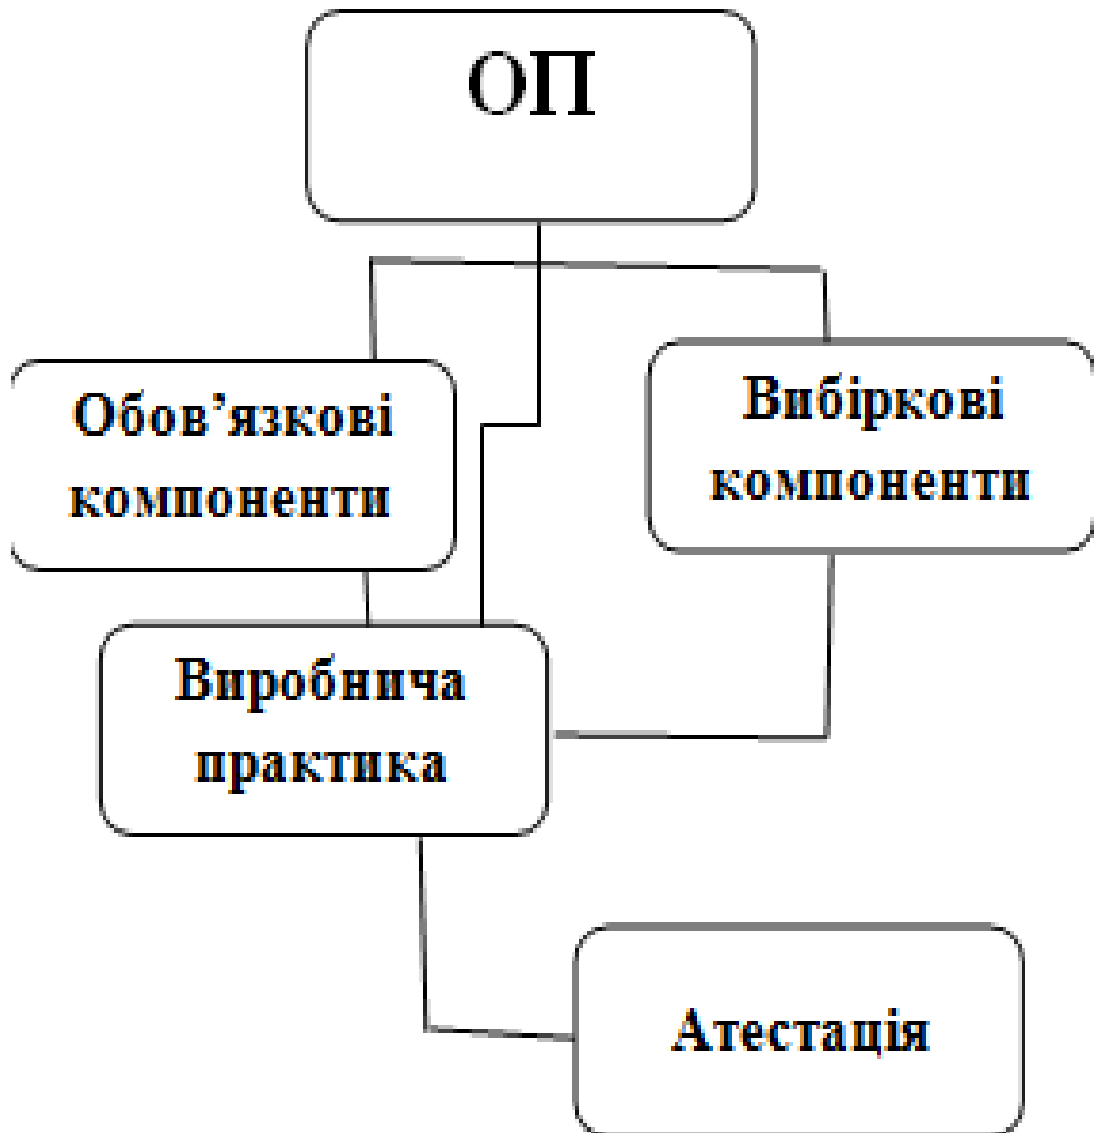 ОП
Обов’язкові
компоненти
Вибіркові
компоненти
Виробнича
практика
Атестація